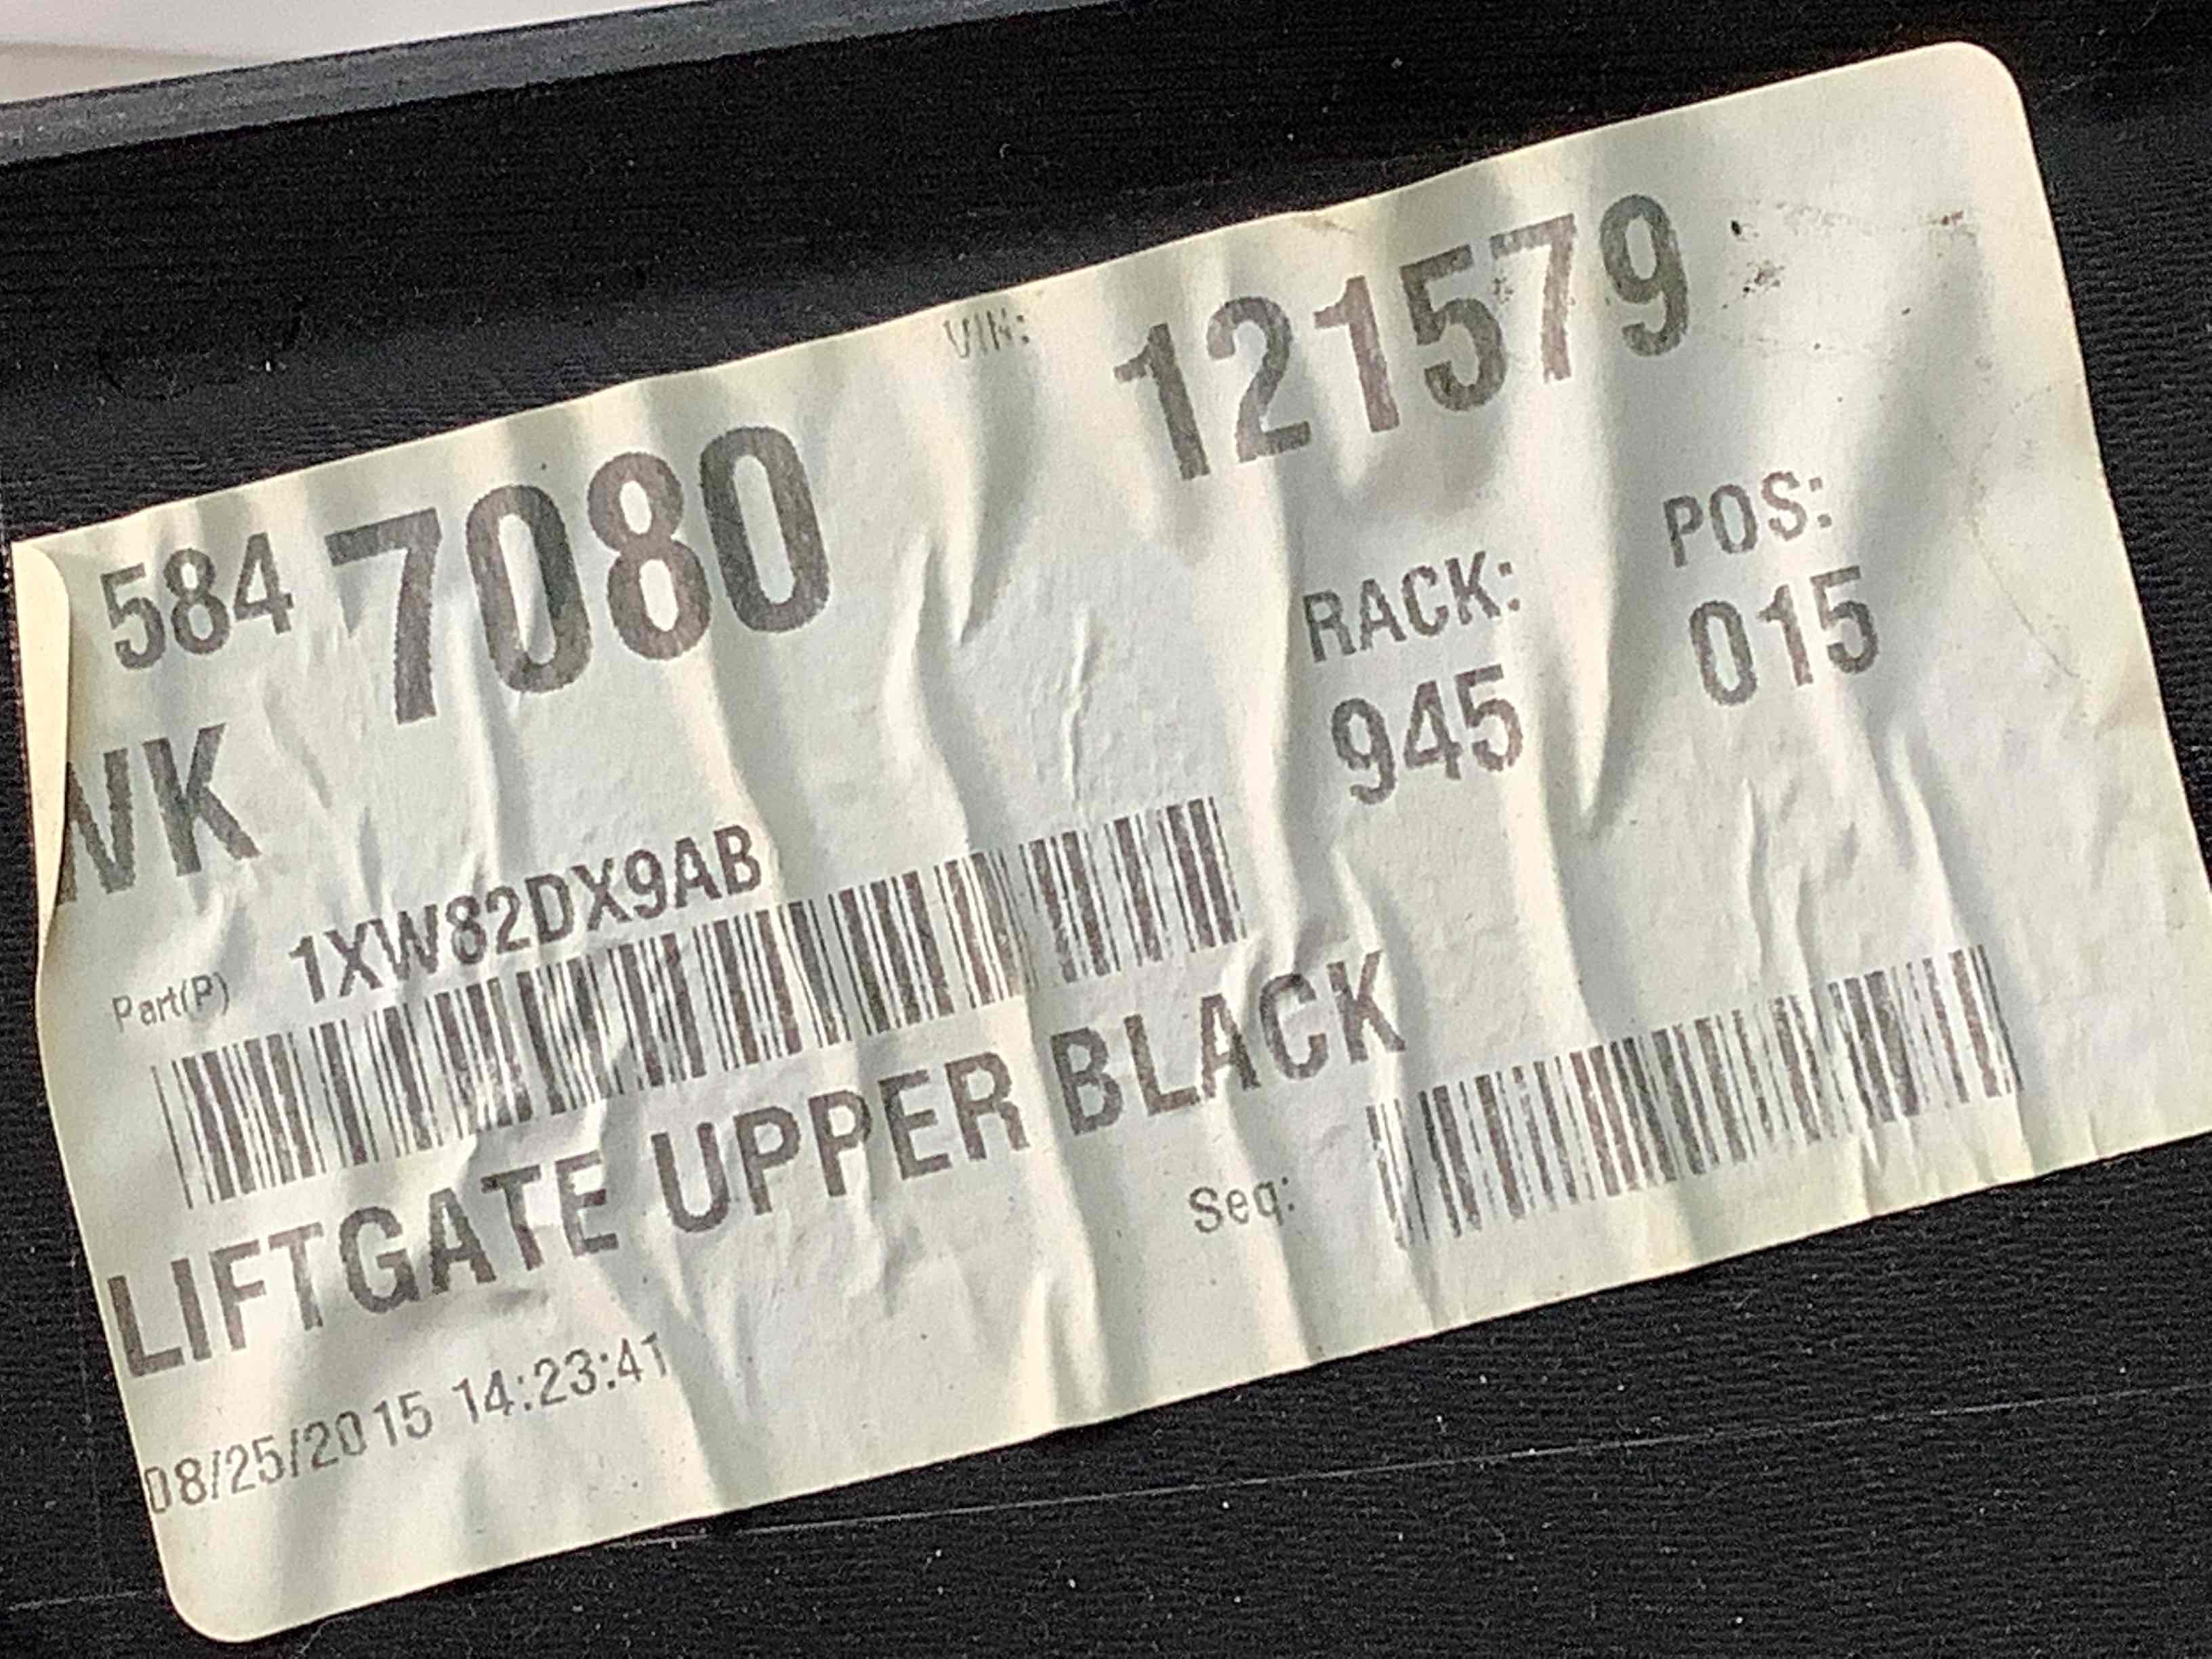 VIN: 121579
584 7080
RACK: POS:
945 015
WK
Part(P) 1XW82DX9AB
LIFTGATE UPPER BLACK
Seq:
08/25/2015 14:23:41